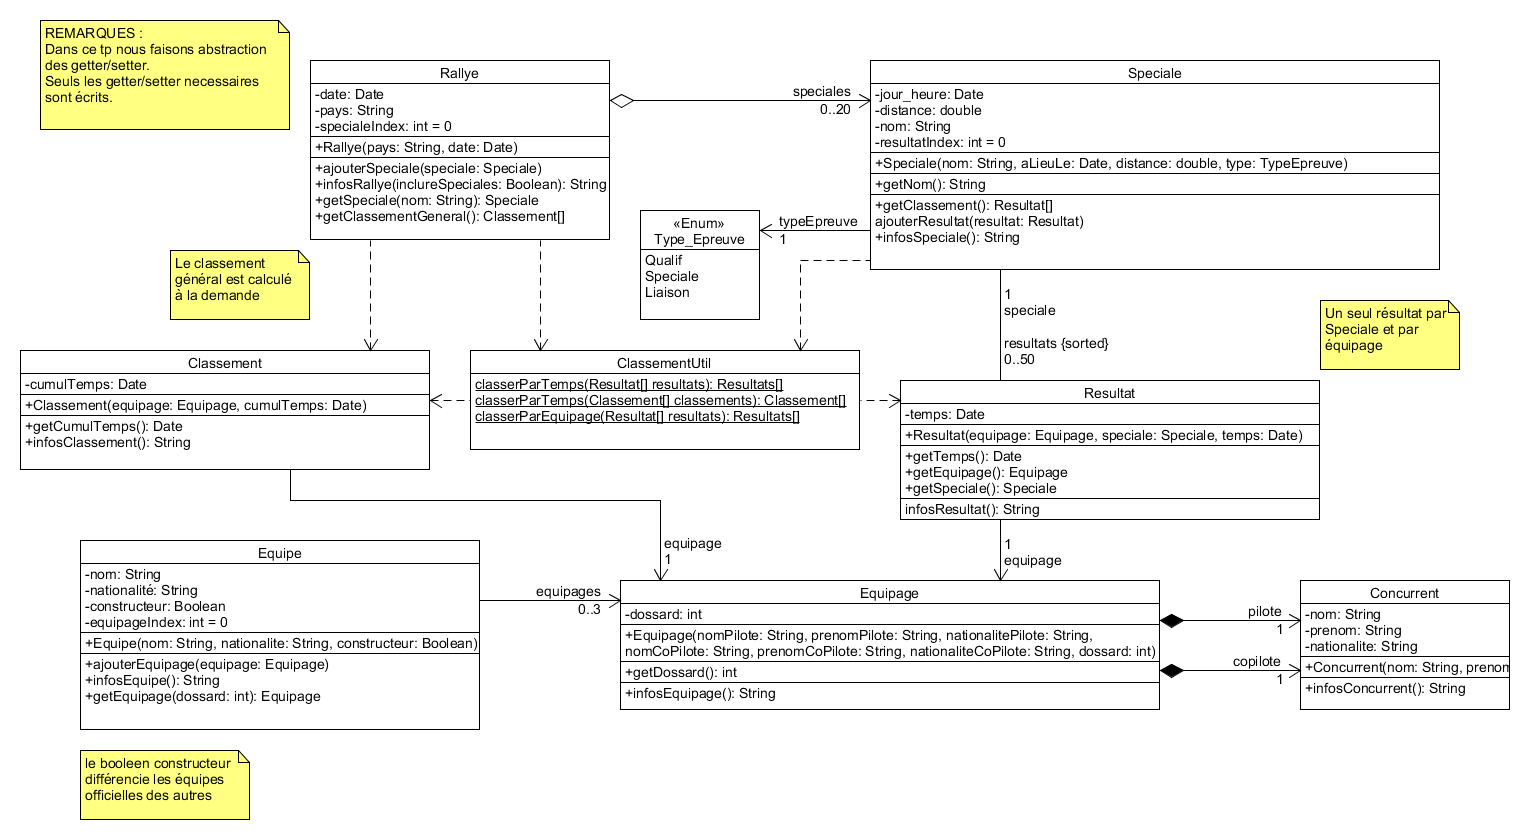 REMARQUES :
Dans ce tp nous faisons abstraction
des getter/setter.
Seuls les getter/setter necessaires
sont écrits.
Rallye
-date: Date
-pays: String
-specialeIndex: int = 0
+Rallye(pays: String, date: Date)
+ajouterSpeciale(speciale: Speciale)
+infosRallye(inclureSpeciales: Boolean): String
+getSpeciale(nom: String): Speciale
+getClassementGeneral(): Classement[]
speciales
0..20
Speciale
-jour_heure: Date
-distance: double
-nom: String
-resultatIndex: int = 0
+Speciale(nom: String, aLieuLe: Date, distance: double, type: TypeEpreuve)
+getNom(): String
+getClassement(): Resultat[]
ajouterResultat(resultat: Resultat)
+infosSpeciale(): String
«Enum»
Type_Epreuve
Qualif
Speciale
Liaison
typeEpreuve
1
Le classement
général est calculé
à la demande
1
speciale
resultats {sorted}
0..50
Un seul résultat par
Speciale et par
équipage
Classement
-cumulTemps: Date
+Classement(equipage: Equipage, cumulTemps: Date)
+getCumulTemps(): Date
+infosClassement(): String
ClassementUtil
classerParTemps(Resultat[] resultats): Resultats[]
classerParTemps(Classement[] classements): Classement[]
classerParEquipage(Resultat[] resultats): Resultats[]
Resultat
-temps: Date
+Resultat(equipage: Equipage, speciale: Speciale, temps: Date)
+getTemps(): Date
+getEquipage(): Equipage
+getSpeciale(): Speciale
infosResultat(): String
equipage
1
1
equipage
Equipe
-nom: String
-nationalité: String
-constructeur: Boolean
-equipageIndex: int = 0
+Equipe(nom: String, nationalite: String, constructeur: Boolean)
+ajouterEquipage(equipage: Equipage)
+infosEquipe(): String
+getEquipage(dossard: int): Equipage
equipages
0..3
Equipage
-dossard: int
+Equipage(nomPilote: String, prenomPilote: String, nationalitePilote: String,
nomCoPilote: String, prenomCoPilote: String, nationaliteCoPilote: String, dossard: int)
+getDossard(): int
+infosEquipage(): String
pilote
1
copilote
1
Concurrent
-nom: String
-prenom: String
-nationalite: String
+Concurrent(nom: String, prenom
+infosConcurrent(): String
le booleen constructeur
différencie les équipes
officielles des autres